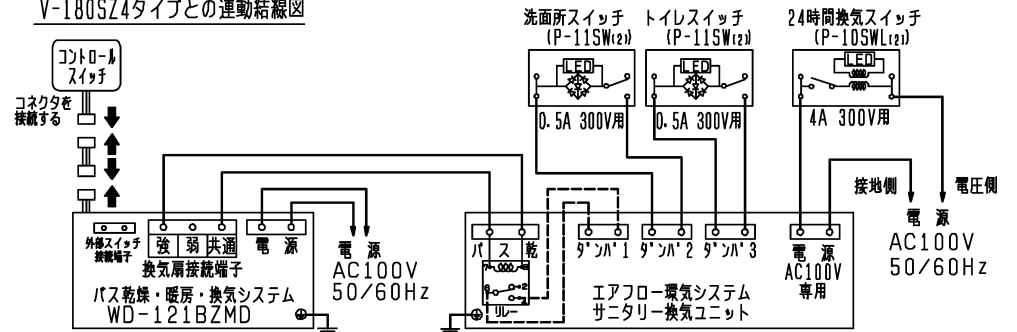 V-180SZ4タイプとの連動結線図
洗面所スイッチ
(P-11SW(2))
トイレスイッチ
(P-11SW(2))
24時間換気スイッチ
(P-10SWL(2))
コントロール
スイッチ
LED
LED
LED
コネクタを
接続する
0.5A 300V用
0.5A 300V用
4A 300V用
接地側
電圧側
電 源
AC100V
50/60Hz
外部スイッチ
接続端子
強 弱 共通
換気扇接続端子
電 源
電 源
AC100V
50/60Hz
バス乾燥・暖房・換気システム
WD-121BZMD
バ ス 乾
リレー
ダンパ1
ダンパ2
ダンパ3
電 源
AC100V
専用
エアフロー環気システム
サニタリー換気ユニット